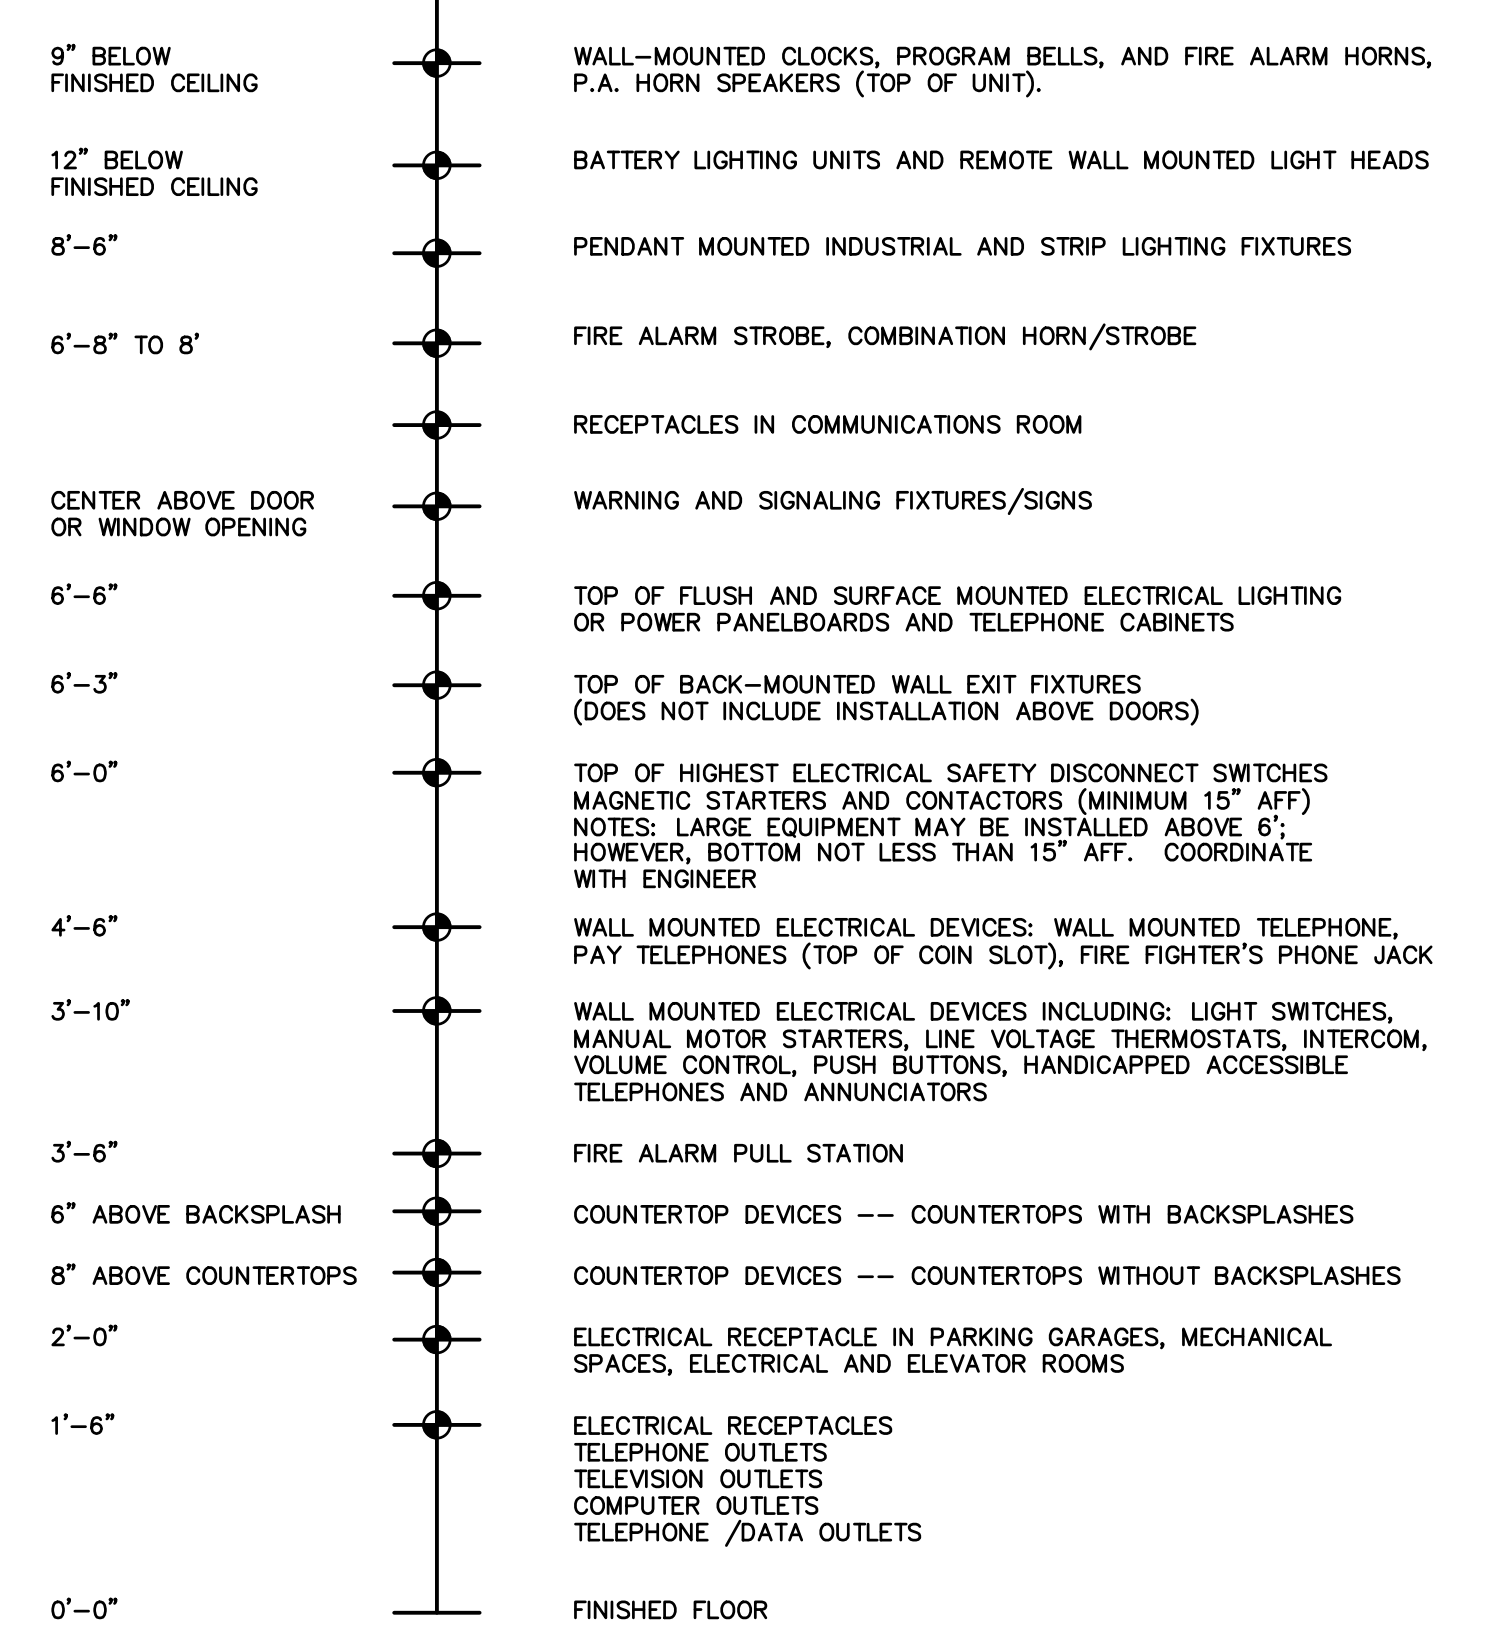 9” BELOW
FINISHED CEILING
WALL–MOUNTED CLOCKS, PROGRAM BELLS, AND FIRE ALARM HORNS,
P.A. HORN SPEAKERS (TOP OF UNIT).
12” BELOW
FINISHED CEILING
BATTERY LIGHTING UNITS AND REMOTE WALL MOUNTED LIGHT HEADS
8’–6”
PENDANT MOUNTED INDUSTRIAL AND STRIP LIGHTING FIXTURES
6’–8” TO 8’
FIRE ALARM STROBE, COMBINATION HORN/STROBE
RECEPTACLES IN COMMUNICATIONS ROOM
CENTER ABOVE DOOR
OR WINDOW OPENING
WARNING AND SIGNALING FIXTURES/SIGNS
6’–6”
TOP OF FLUSH AND SURFACE MOUNTED ELECTRICAL LIGHTING
OR POWER PANELBOARDS AND TELEPHONE CABINETS
6’–3”
TOP OF BACK–MOUNTED WALL EXIT FIXTURES
(DOES NOT INCLUDE INSTALLATION ABOVE DOORS)
6’–0”
TOP OF HIGHEST ELECTRICAL SAFETY DISCONNECT SWITCHES
MAGNETIC STARTERS AND CONTACTORS (MINIMUM 15” AFF)
NOTES: LARGE EQUIPMENT MAY BE INSTALLED ABOVE 6’;
HOWEVER, BOTTOM NOT LESS THAN 15” AFF. COORDINATE
WITH ENGINEER
4’–6”
WALL MOUNTED ELECTRICAL DEVICES: WALL MOUNTED TELEPHONE,
PAY TELEPHONES (TOP OF COIN SLOT), FIRE FIGHTER’S PHONE JACK
3’–10”
WALL MOUNTED ELECTRICAL DEVICES INCLUDING: LIGHT SWITCHES,
MANUAL MOTOR STARTERS, LINE VOLTAGE THERMOSTATS, INTERCOM,
VOLUME CONTROL, PUSH BUTTONS, HANDICAPPED ACCESSIBLE
TELEPHONES AND ANNUNCIATORS
3’–6”
FIRE ALARM PULL STATION
6” ABOVE BACKSPLASH
COUNTERTOP DEVICES –– COUNTERTOPS WITH BACKSPLASHES
8” ABOVE COUNTERTOPS
COUNTERTOP DEVICES –– COUNTERTOPS WITHOUT BACKSPLASHES
2’–0”
ELECTRICAL RECEPTACLE IN PARKING GARAGES, MECHANICAL
SPACES, ELECTRICAL AND ELEVATOR ROOMS
1’–6”
ELECTRICAL RECEPTACLES
TELEPHONE OUTLETS
TELEVISION OUTLETS
COMPUTER OUTLETS
TELEPHONE /DATA OUTLETS
0’–0”
FINISHED FLOOR